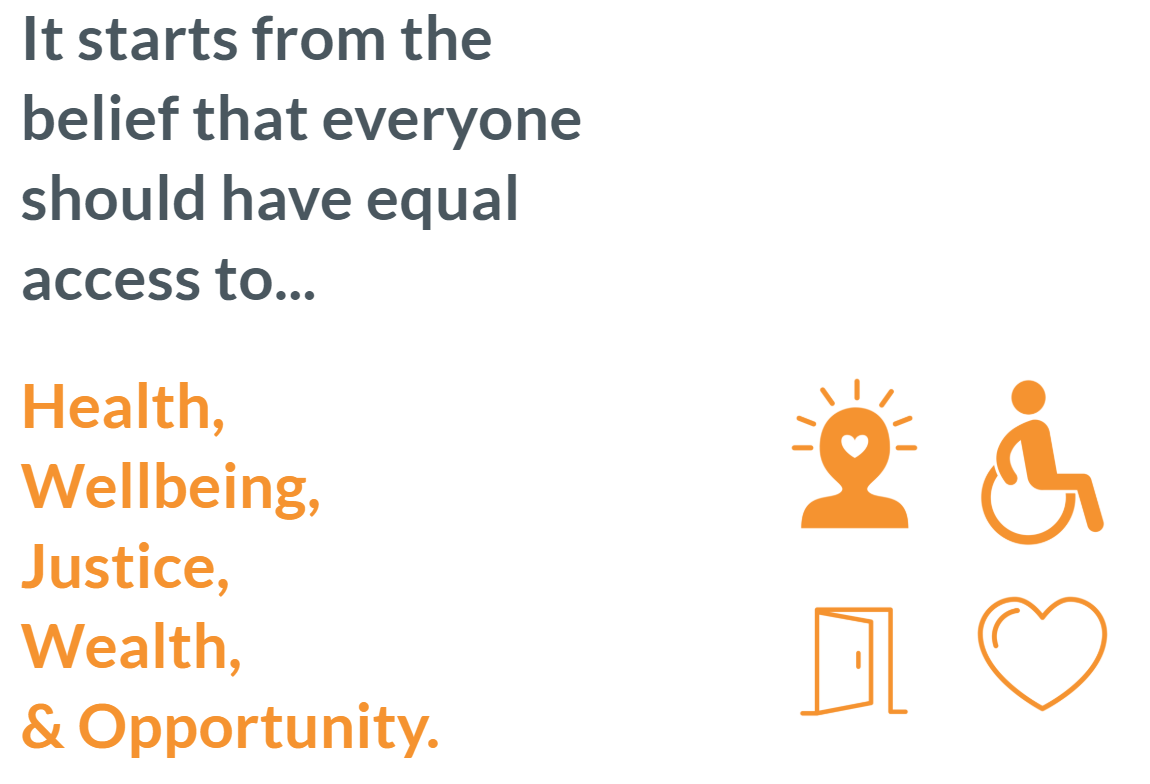 It starts from the
belief that everyone
should have equal
access to...
Health,
Wellbeing,
Justice,
Wealth,
& Opportunity.